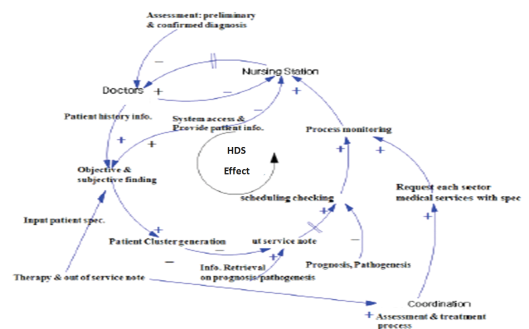 Assessment: preliminary
& confirmed diagnosis
Nursing Station
Doctors
Patient history info.
System access &
Provide patient info.
Process monitoring
HDS
Effect
Objective &
subjective finding
Request each sector
medical services with spec
scheduling checking
Input patient spec.
Patient Cluster generation
ut service note
Info. Retrieval
on prognosis/pathogenesis
Prognosis, Pathogenesis
Therapy & out of service note
Coordination
Assessment & treatment
process